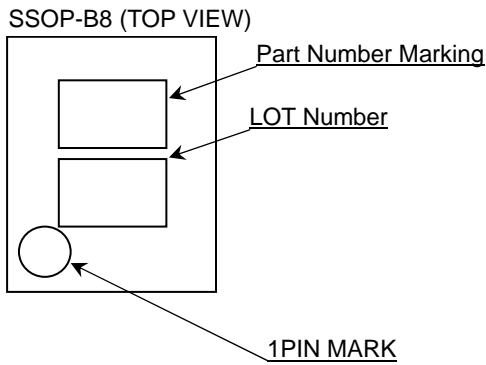 SSOP-B8 (TOP VIEW)
Part Number Marking
LOT Number
1PIN MARK